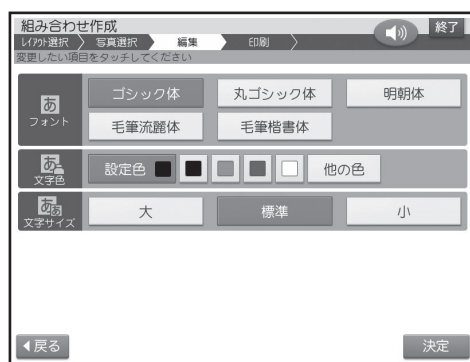 組み合わせ作成
終了
レイアウト選択 写真選択 編集 印刷
変更したい項目をタッチしてください
あ
フォント
ゴシック体 丸ゴシック体 明朝体
毛筆流麗体 毛筆楷書体
あ
文字色
設定色 他の色
ああ
文字サイズ
大 標準 小
戻る 決定